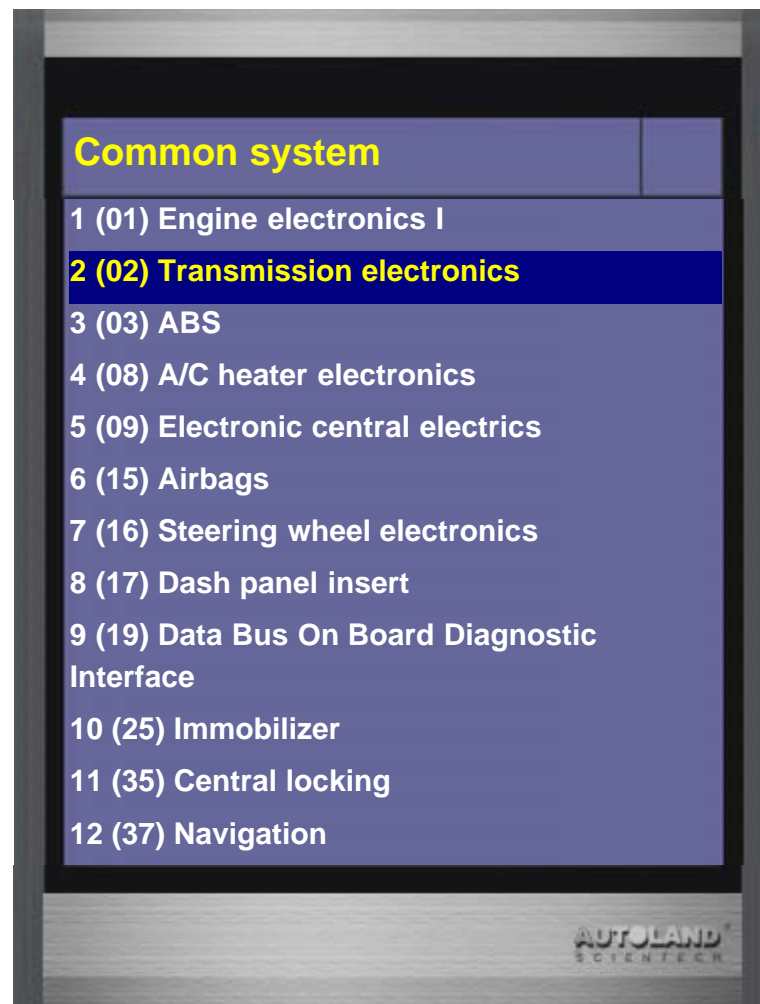 Common system
1 (01) Engine electronics I
2 (02) Transmission electronics
3 (03) ABS
4 (08) A/C heater electronics
5 (09) Electronic central electrics
6 (15) Airbags
7 (16) Steering wheel electronics
8 (17) Dash panel insert
9 (19) Data Bus On Board Diagnostic
Interface
10 (25) Immobilizer
11 (35) Central locking
12 (37) Navigation
AUTOLAND
SCIENTECH